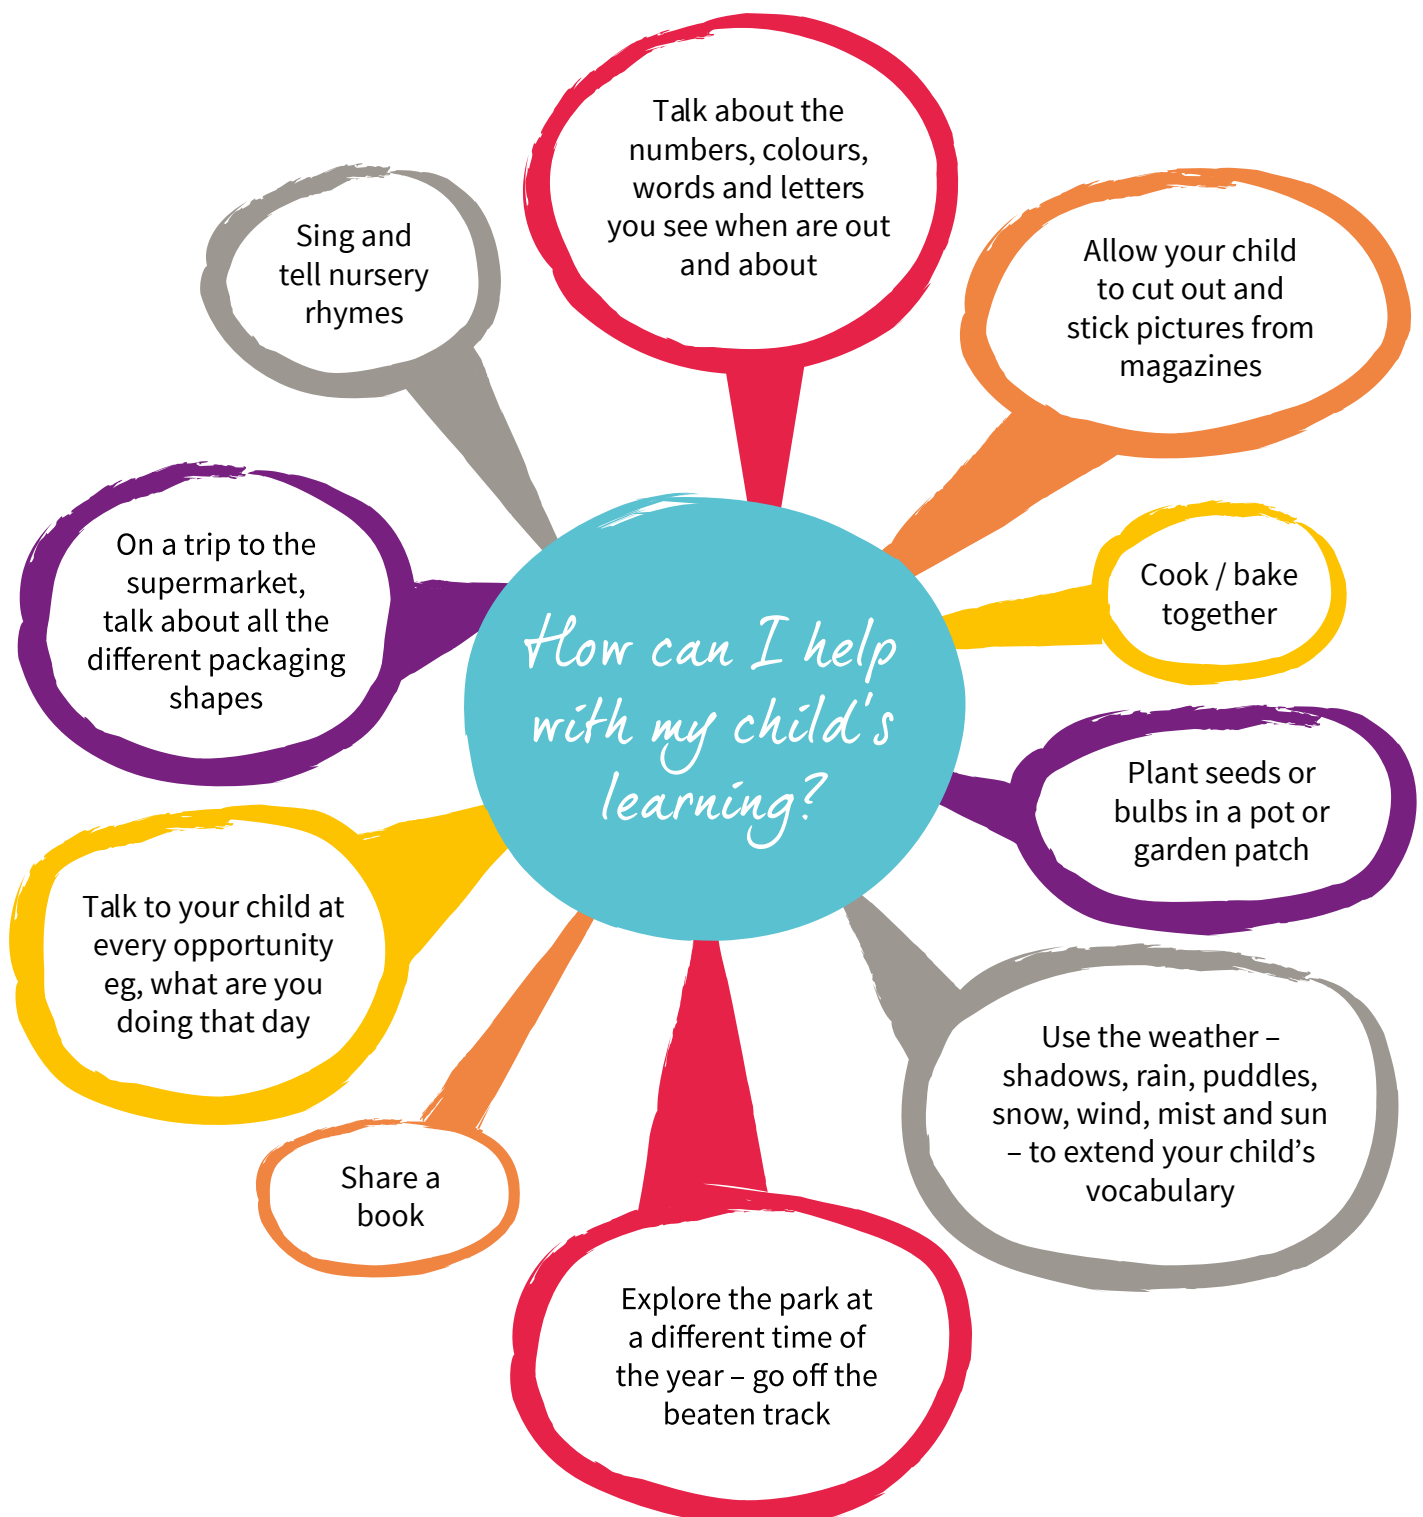 Talk about the
numbers, colours,
words and letters
you see when are out
and about
Sing and
tell nursery
rhymes
Allow your child
to cut out and
stick pictures from
magazines
On a trip to the
supermarket,
talk about all the
different packaging
shapes
Cook / bake
together
How can I help
with my child's
learning?
Plant seeds or
bulbs in a pot or
garden patch
Talk to your child at
every opportunity
eg, what are you
doing that day
Use the weather –
shadows, rain, puddles,
snow, wind, mist and sun
– to extend your child’s
vocabulary
Share a
book
Explore the park at
a different time of
the year – go off the
beaten track